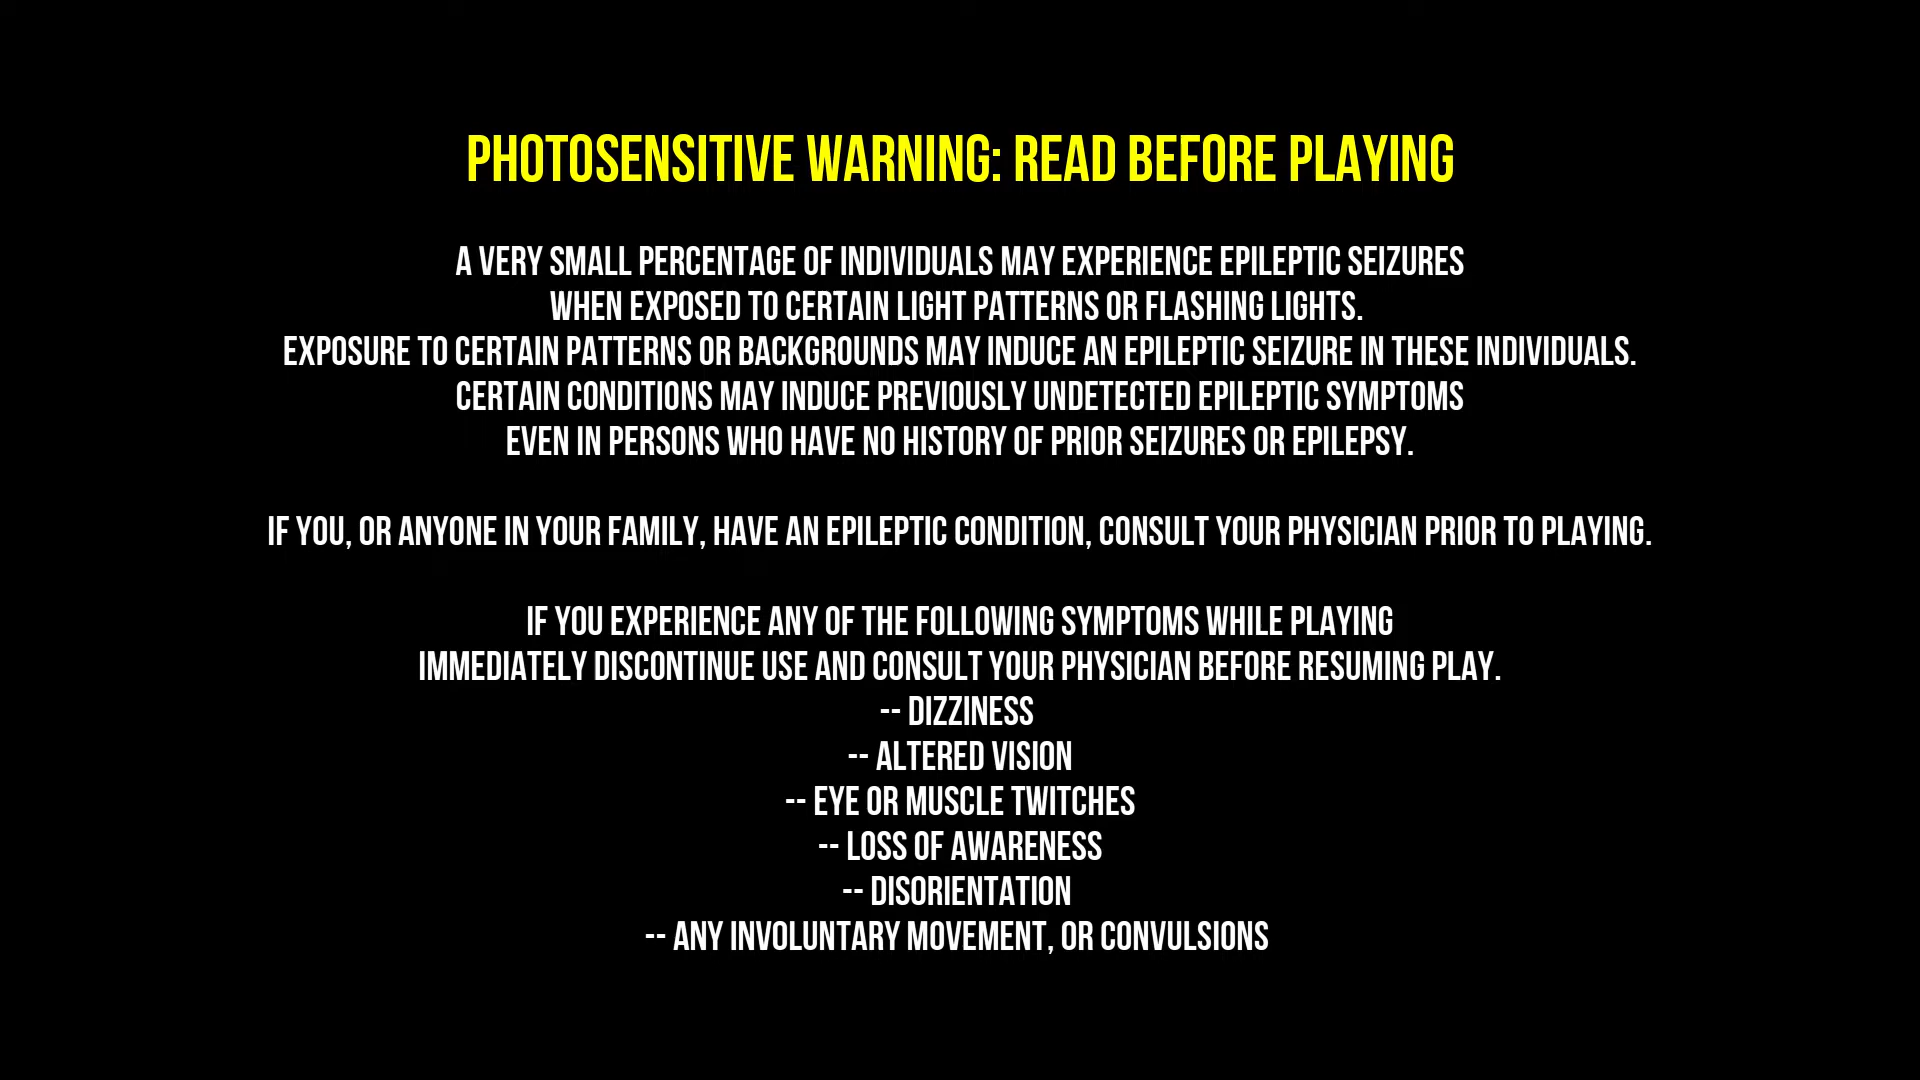 PHOTOSENSITIVE WARNING: READ BEFORE PLAYING
A VERY SMALL PERCENTAGE OF INDIVIDUALS MAY EXPERIENCE EPILEPTIC SEIZURES
WHEN EXPOSED TO CERTAIN LIGHT PATTERNS OR FLASHING LIGHTS.
EXPOSURE TO CERTAIN PATTERNS OR BACKGROUNDS MAY INDUCE AN EPILEPTIC SEIZURE IN THESE INDIVIDUALS.
CERTAIN CONDITIONS MAY INDUCE PREVIOUSLY UNDETECTED EPILEPTIC SYMPTOMS
EVEN IN PERSONS WHO HAVE NO HISTORY OF PRIOR SEIZURES OR EPILEPSY.
IF YOU, OR ANYONE IN YOUR FAMILY, HAVE AN EPILEPTIC CONDITION, CONSULT YOUR PHYSICIAN PRIOR TO PLAYING.
IF YOU EXPERIENCE ANY OF THE FOLLOWING SYMPTOMS WHILE PLAYING
IMMEDIATELY DISCONTINUE USE AND CONSULT YOUR PHYSICIAN BEFORE RESUMING PLAY.
-- DIZZINESS
-- ALTERED VISION
-- EYE OR MUSCLE TWITCHES
-- LOSS OF AWARENESS
-- DISORIENTATION
-- ANY INVOLUNTARY MOVEMENT, OR CONVULSIONS